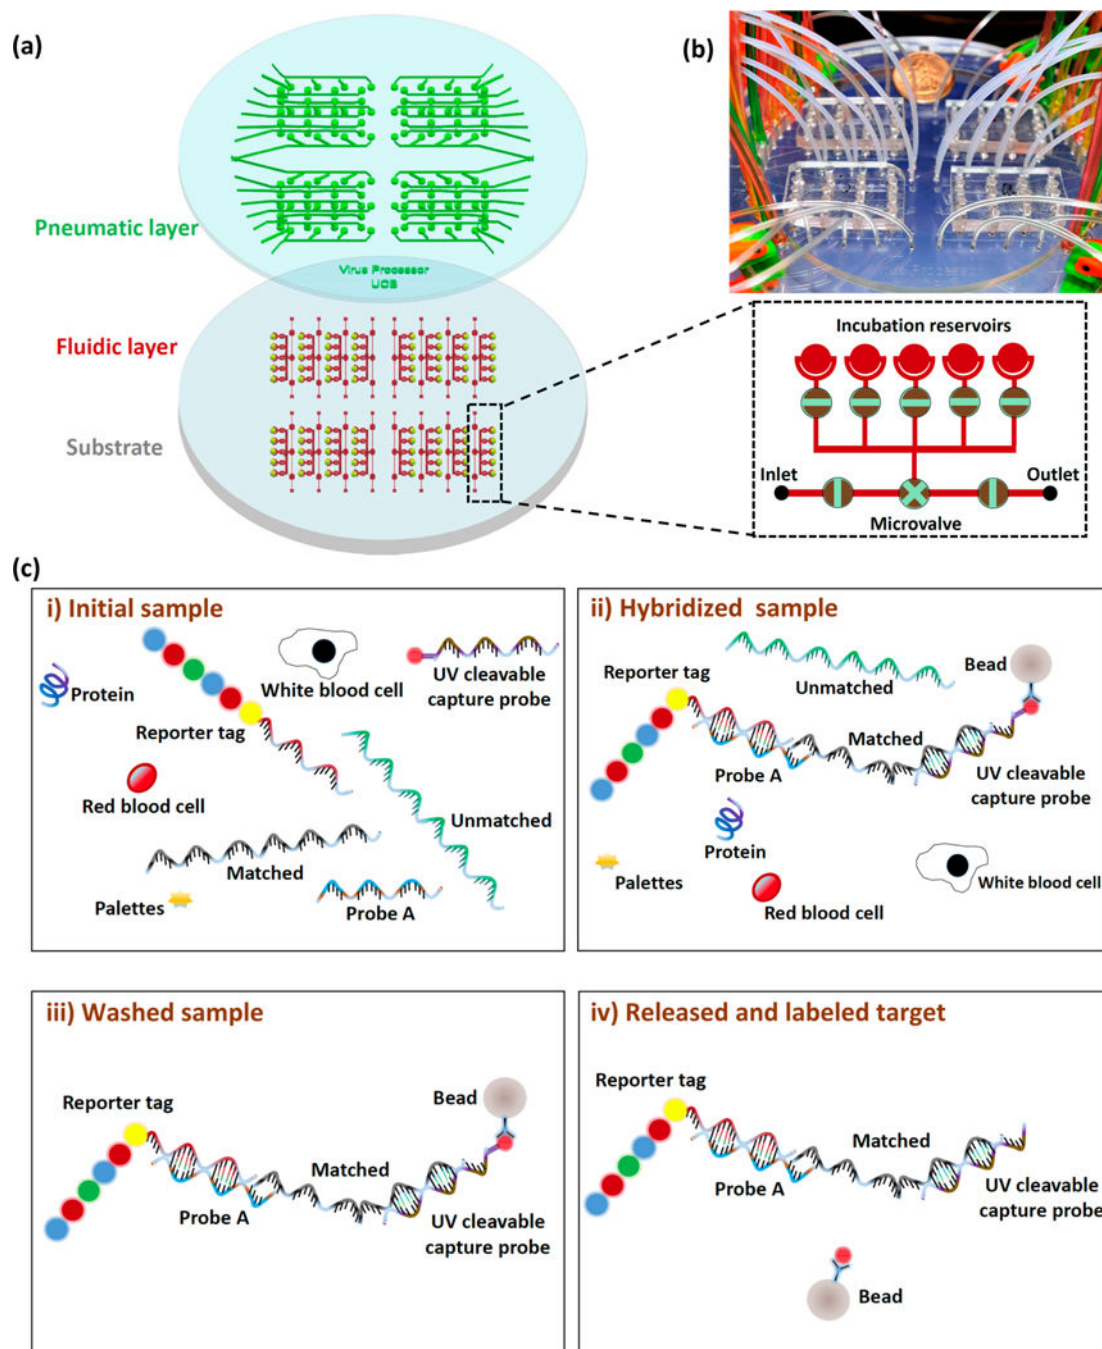 (a)
Pneumatic layer
Virus Processor
UCB
Fluidic layer
Substrate
(b)
Incubation reservoirs
Inlet
Outlet
Microvalve
(c)
i) Initial sample
Protein
White blood cell
UV cleavable
capture probe
Reporter tag
Red blood cell
Unmatched
Matched
Palettes
Probe A
ii) Hybridized sample
Bead
Reporter tag
Unmatched
Matched
Probe A
UV cleavable
capture probe
Protein
Palettes
White blood cell
Red blood cell
iii) Washed sample
Bead
Reporter tag
Matched
Probe A
UV cleavable
capture probe
iv) Released and labeled target
Reporter tag
Matched
Probe A
UV cleavable
capture probe
Bead